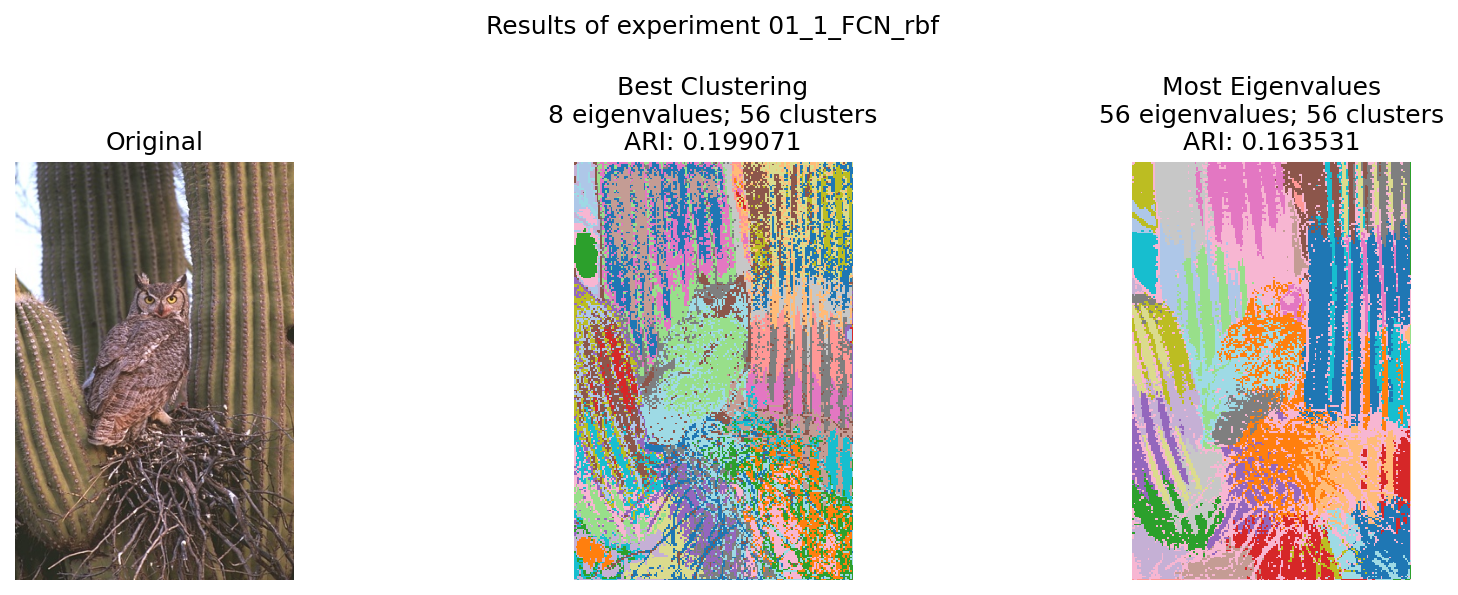 Results of experiment 01_1_FCN_rbf
Original
Best Clustering
8 eigenvalues; 56 clusters
ARI: 0.199071
Most Eigenvalues
56 eigenvalues; 56 clusters
ARI: 0.163531